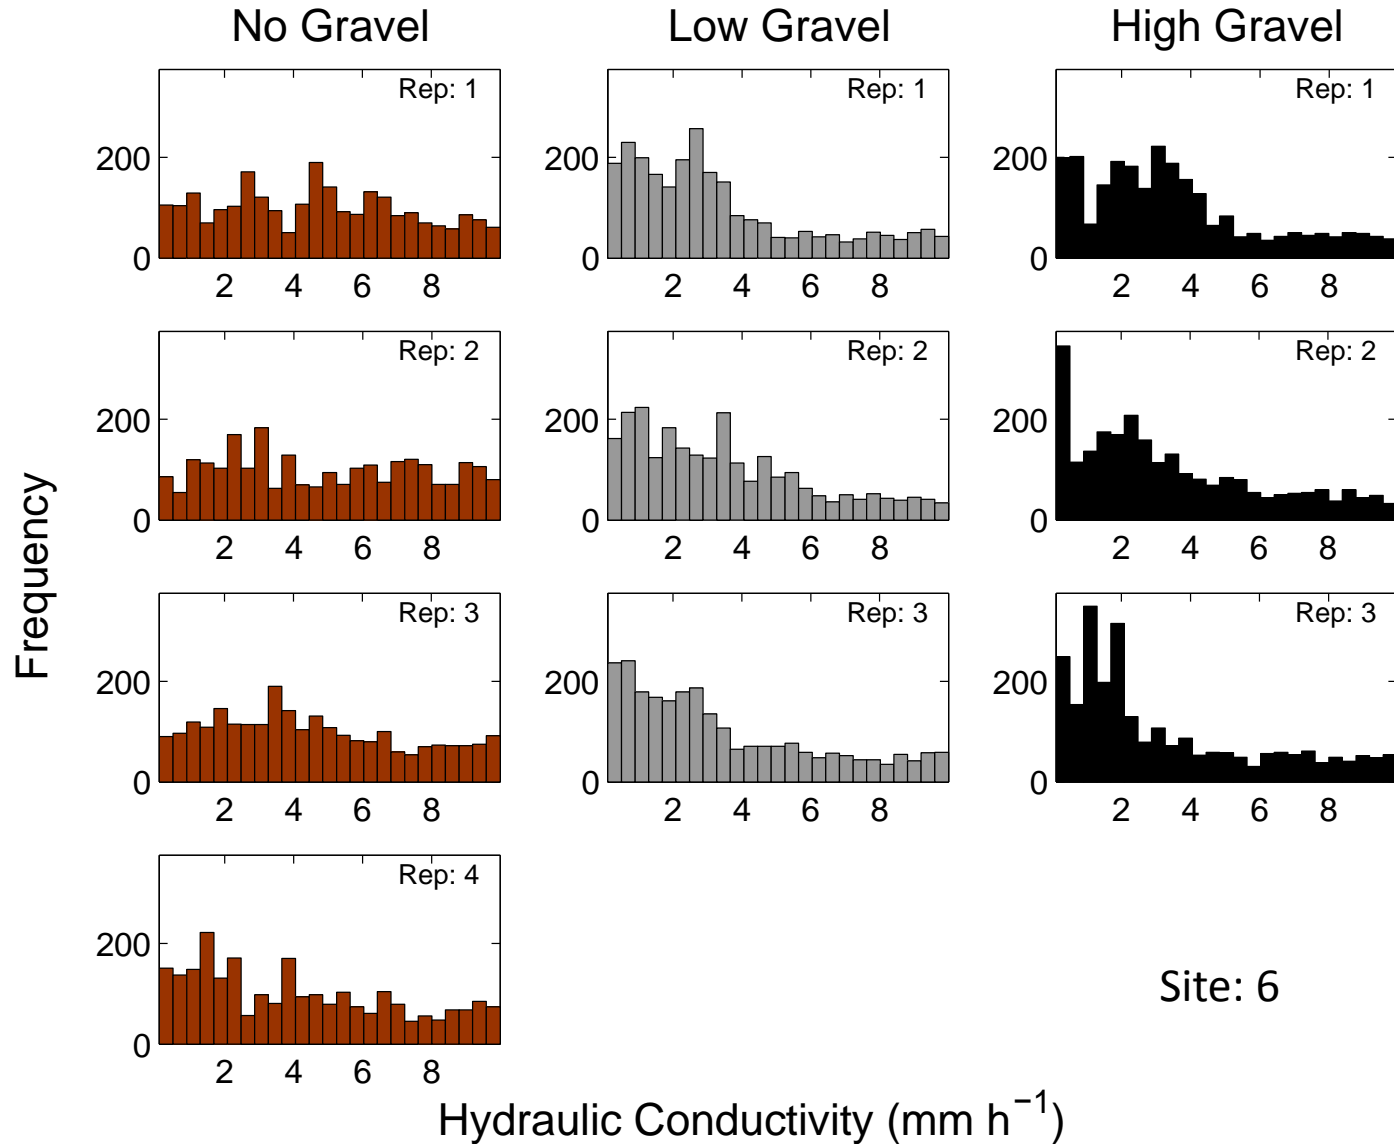 No Gravel Low Gravel High Gravel
Rep: 1 Rep: 1 Rep: 1
200 200 200
0 0 0
2 4 6 8 2 4 6 8 2 4 6 8
Rep: 2 Rep: 2 Rep: 2
200 200 200
0 0 0
2 4 6 8 2 4 6 8 2 4 6 8
Frequency
Rep: 3 Rep: 3 Rep: 3
200 200 200
0 0 0
2 4 6 8 2 4 6 8 2 4 6 8
Rep: 4
200
0
2 4 6 8
Site: 6
Hydraulic Conductivity (mm h⁻¹)